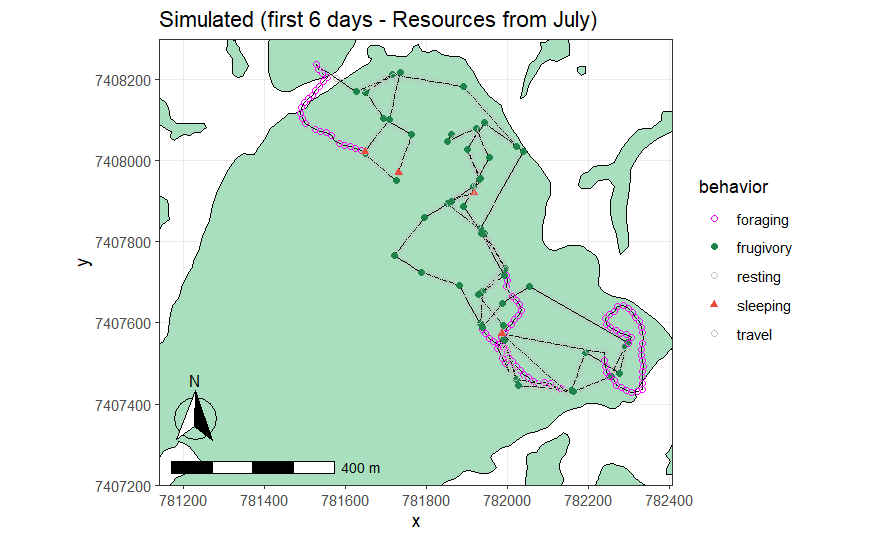 Simulated (first 6 days - Resources from July)
7408200
7408000
7407800
7407600
7407400
7407200
y
N
400 m
781200
781400
781600
781800
782000
782200
782400
x
behavior
foraging
frugivory
resting
sleeping
travel